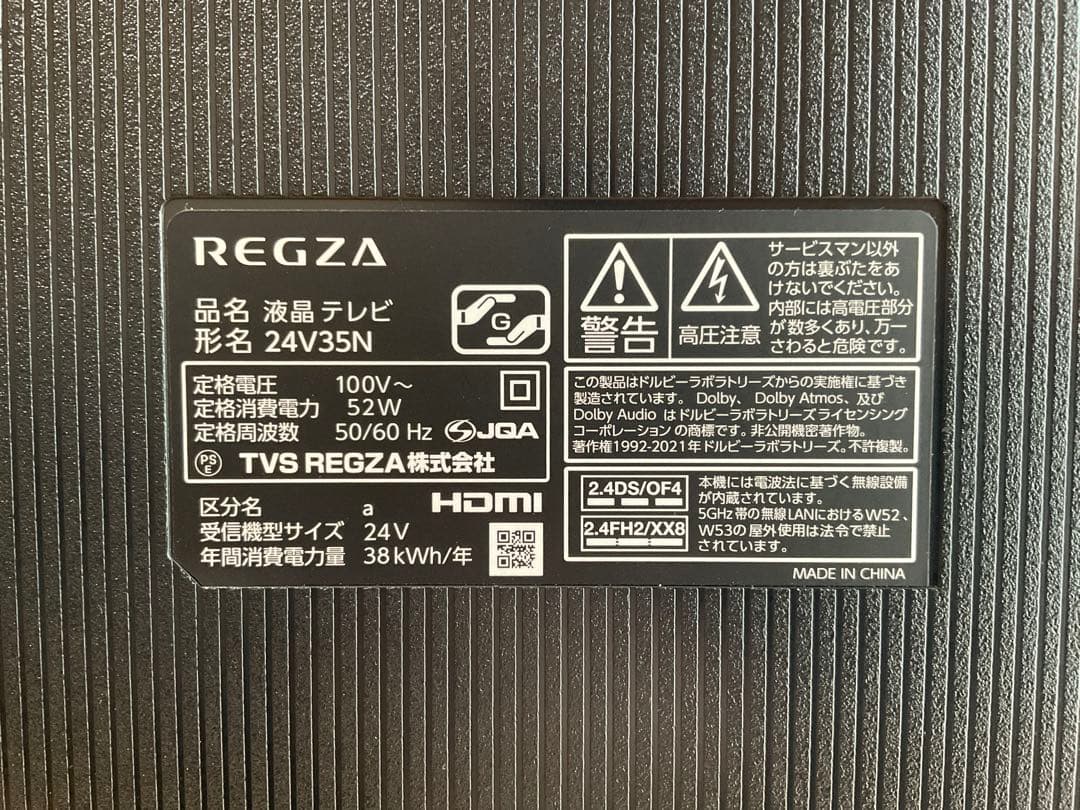 REGZA
品名 液晶テレビ
形名 24V35N
G
定格電圧 100V~
定格消費電力 52W
定格周波数 50/60 Hz JQA
PS
E
TVS REGZA株式会社
区分名 a HDMI
受信機型サイズ 24V
年間消費電力量 38kWh/年
警告
高圧注意
サービスマン以外
の方は裏ぶたをあ
けないでください。
内部には高電圧部分
が数多くあり、万一
さわると危険です。
この製品はドルビーラボラトリーズからの実施権に基づき
製造されています。 Dolby、 Dolby Atmos、及び
Dolby Audio はドルビーラボラトリーズライセンシング
コーポレーションの商標です。非公開機密著作物。
著作権1992-2021年ドルビーラボラトリーズ。不許複製。
2.4DS/OF4
2.4FH2/XX8
本機には電波法に基づく無線設備
が内蔵されています。
5GHz帯の無線LANにおけるW52、
W53の屋外使用は法令で禁止
されています。
MADE IN CHINA